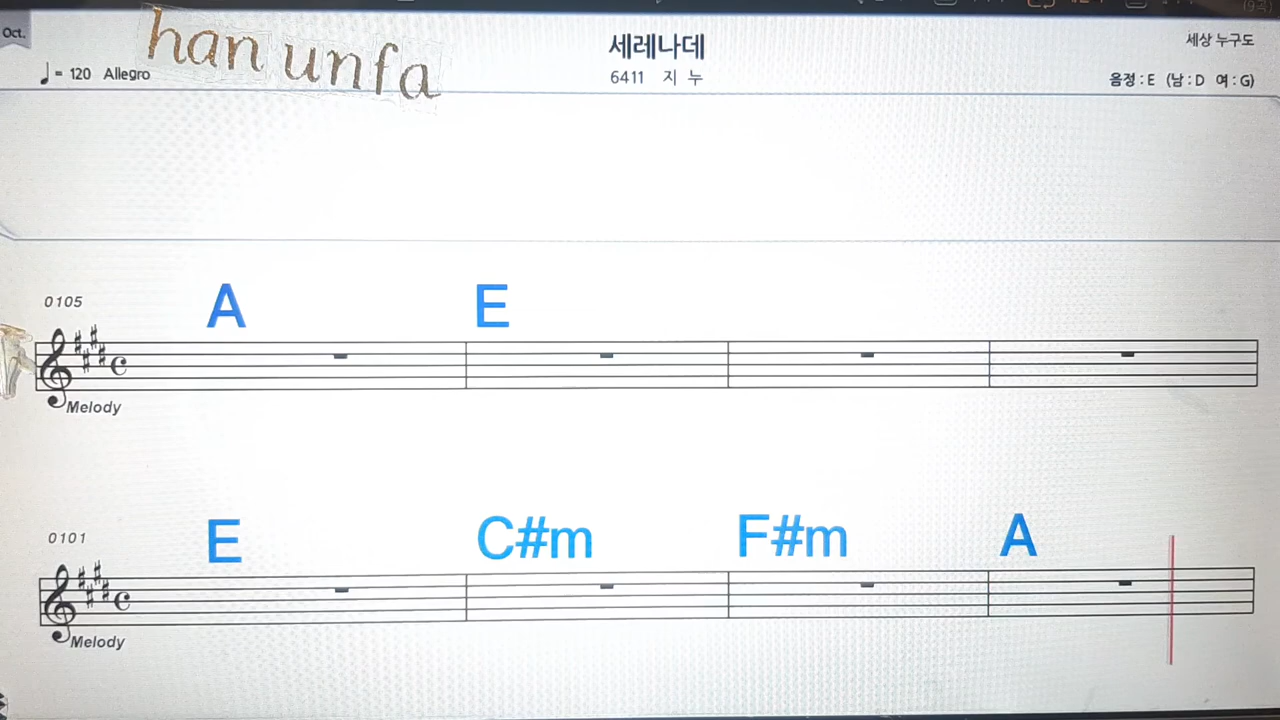 Oct.
han unfa
세레나데
세상 누구도
♩= 120 Allegro
6411 지 누
음정 : E (남 : D 여 : G)
0105
A E
Melody
0101
E C#m F#m A
Melody